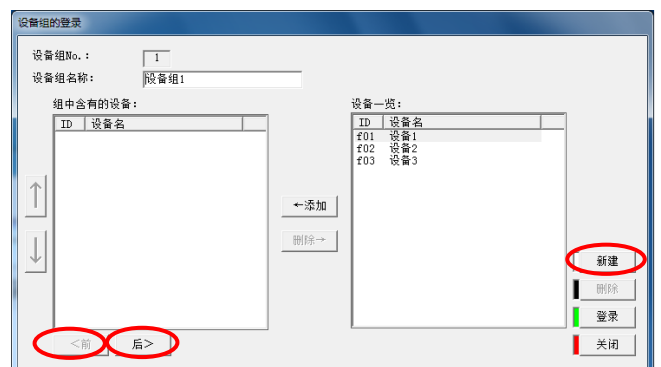 设备组的登录
设备组No.: 1
设备组名称: 设备组1
组中含有的设备:
ID 设备名
设备一览:
ID 设备名
f01 设备1
f02 设备2
f03 设备3
↑
↓
←添加
删除→
新建
删除
登录
关闭
<前
后>